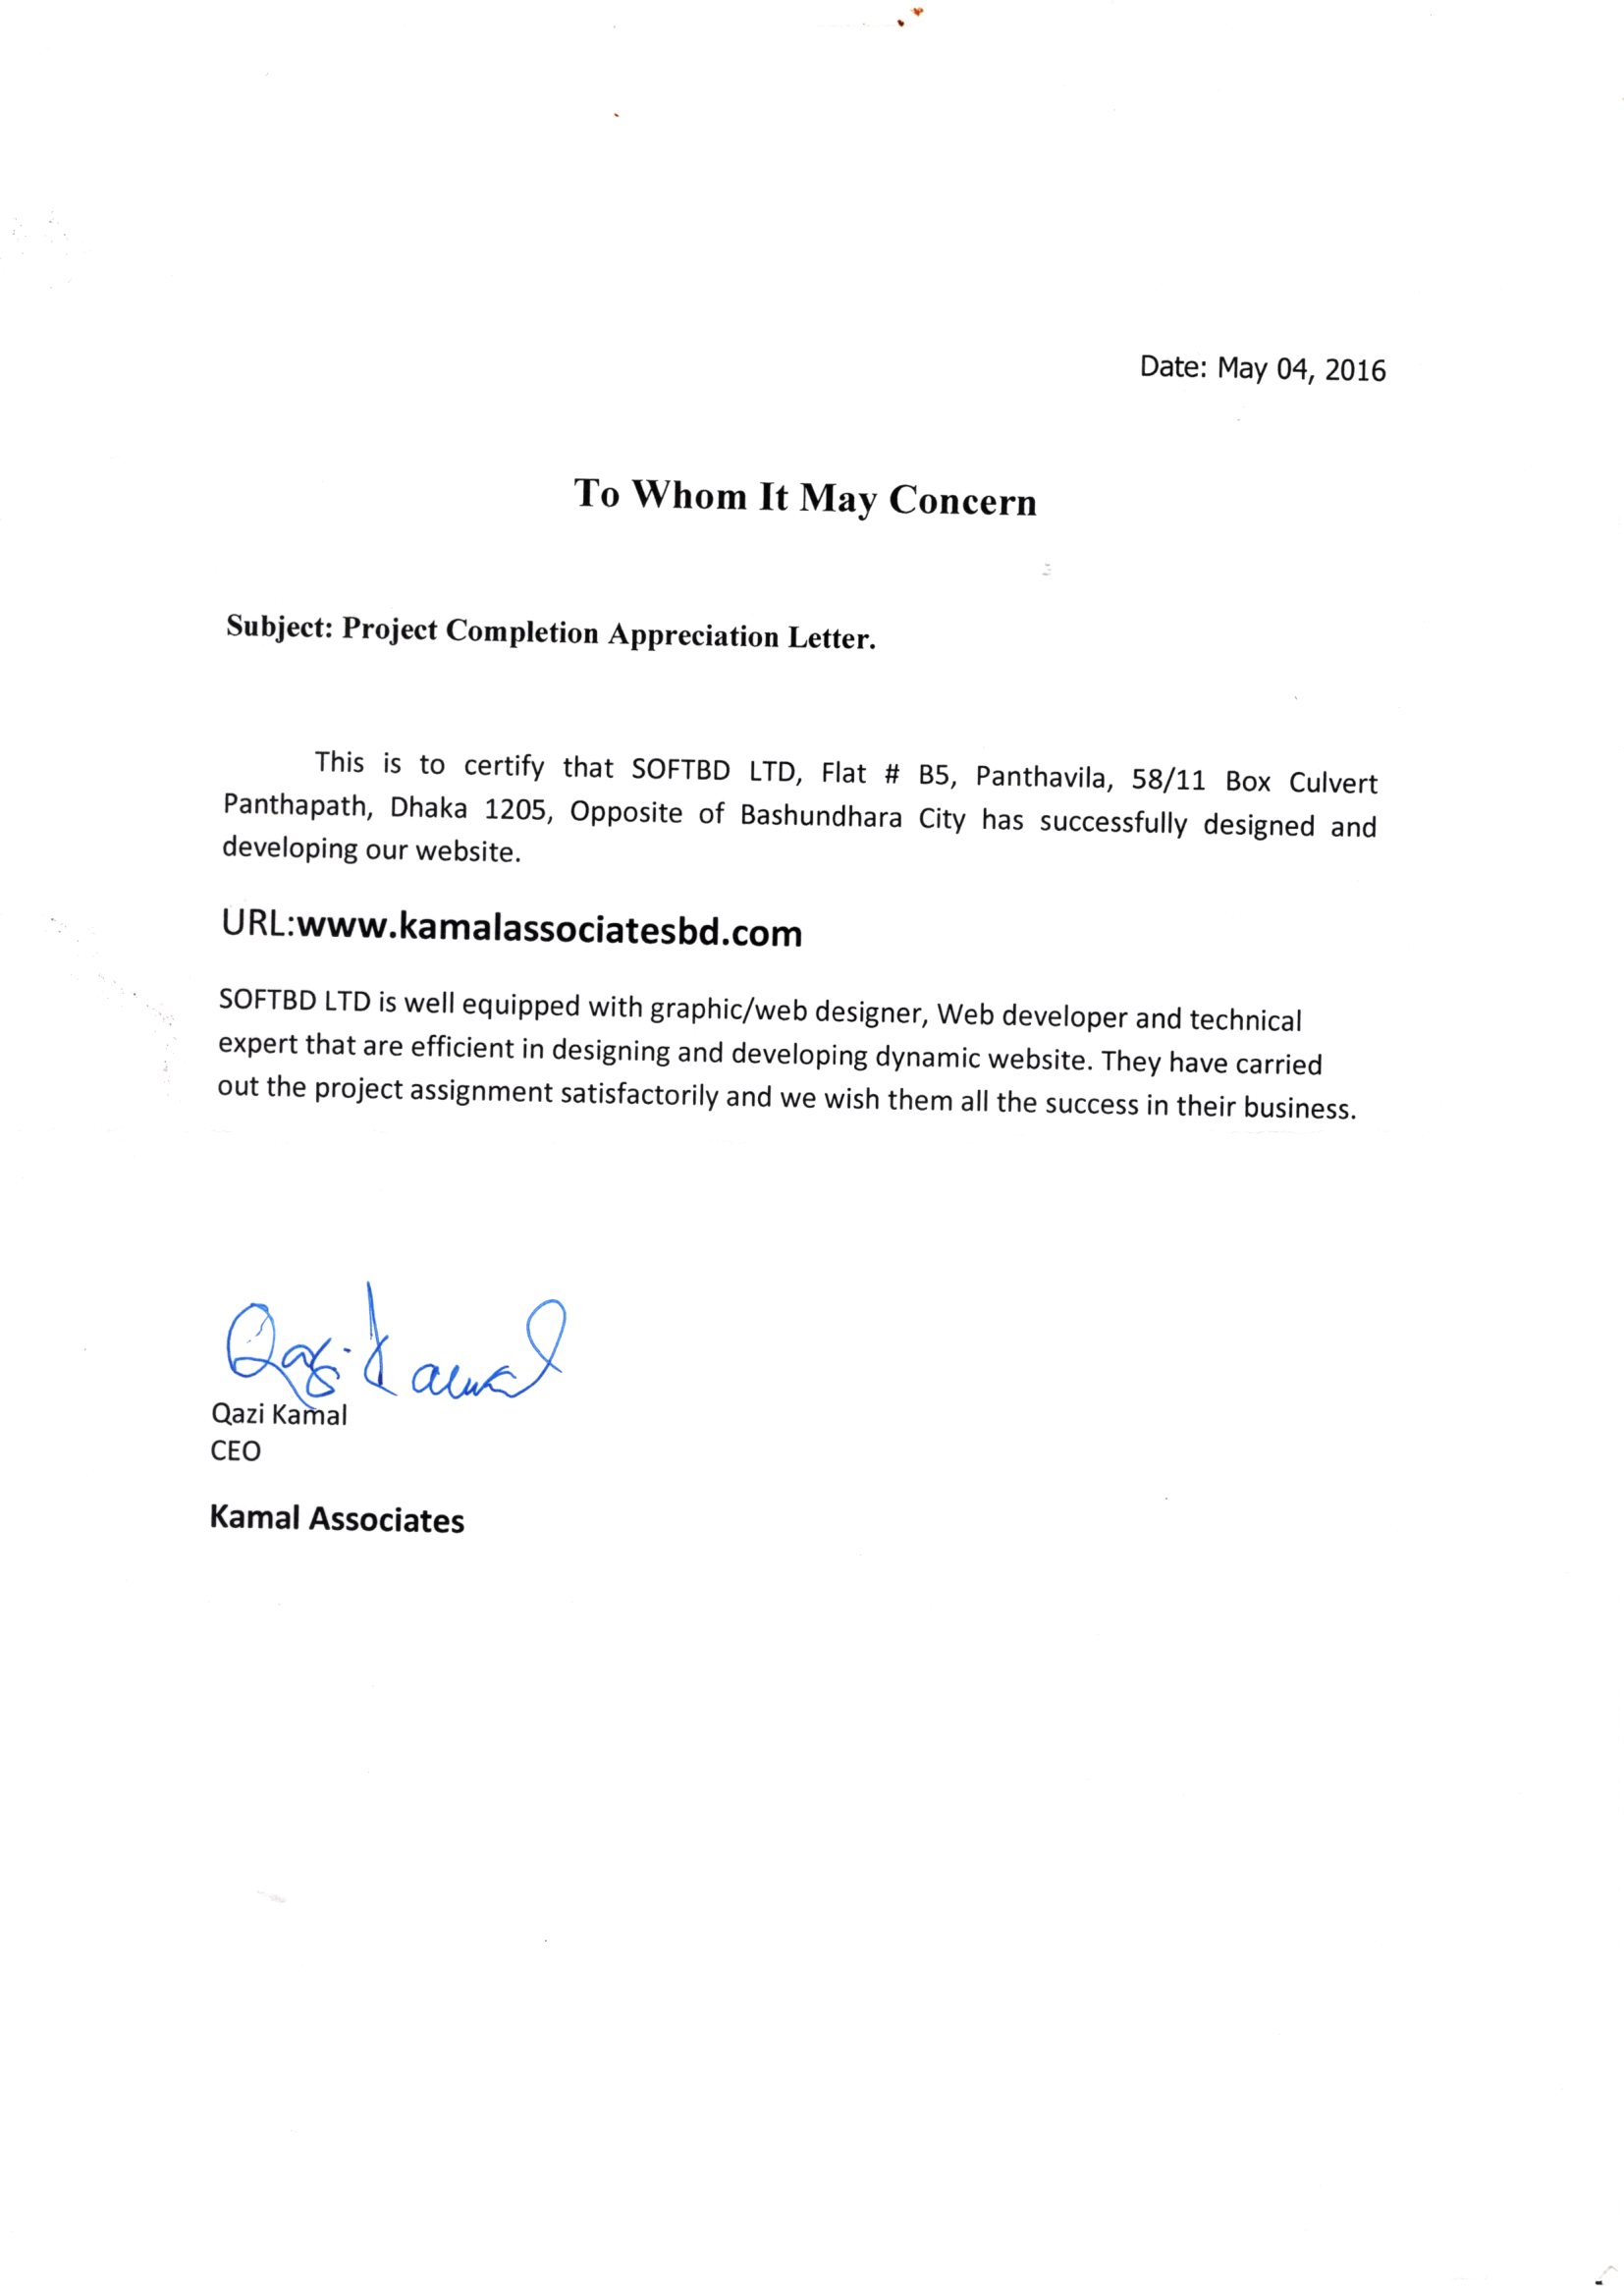 Date: May 04, 2016
To Whom It May Concern
Subject: Project Completion Appreciation Letter.
This is to certify that SOFTBD LTD, Flat # B5, Panthavila, 58/11 Box Culvert
Panthapath, Dhaka 1205, Opposite of Bashundhara City has successfully designed and
developing our website.
URL:www.kamalassociatesbd.com
SOFTBD LTD is well equipped with graphic/web designer, Web developer and technical
expert that are efficient in designing and developing dynamic website. They have carried
out the project assignment satisfactorily and we wish them all the success in their business.
Qazi Kamal
Qazi Kamal
CEO
Kamal Associates